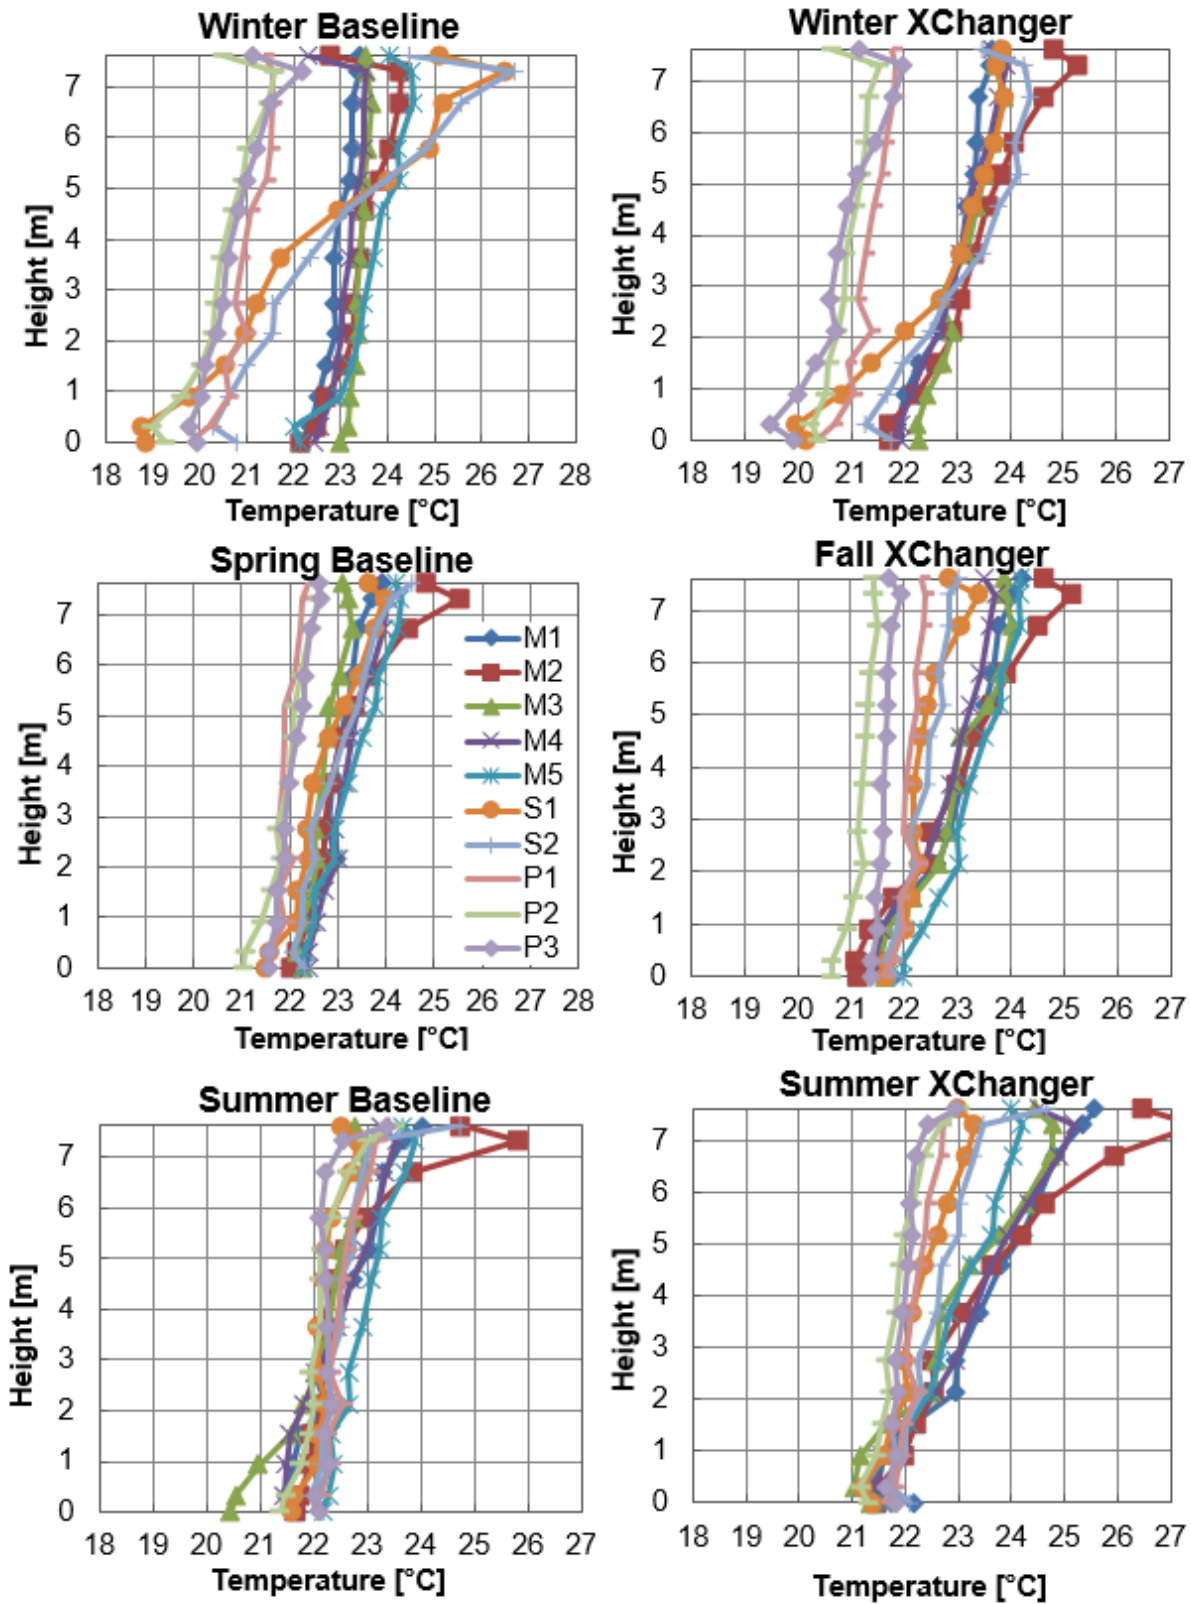 Winter Baseline
Height [m]
7
6
5
4
3
2
1
0
18 19 20 21 22 23 24 25 26 27 28
Temperature [°C]
Winter XChanger
Height [m]
7
6
5
4
3
2
1
0
18 19 20 21 22 23 24 25 26 27
Temperature [°C]
Spring Baseline
Height [m]
7
6
5
4
3
2
1
0
M1
M2
M3
M4
M5
S1
S2
P1
P2
P3
18 19 20 21 22 23 24 25 26 27 28
Temperature [°C]
Fall XChanger
Height [m]
7
6
5
4
3
2
1
0
18 19 20 21 22 23 24 25 26 27
Temperature [°C]
Summer Baseline
Height [m]
7
6
5
4
3
2
1
0
18 19 20 21 22 23 24 25 26 27
Temperature [°C]
Summer XChanger
Height [m]
7
6
5
4
3
2
1
0
18 19 20 21 22 23 24 25 26 27
Temperature [°C]